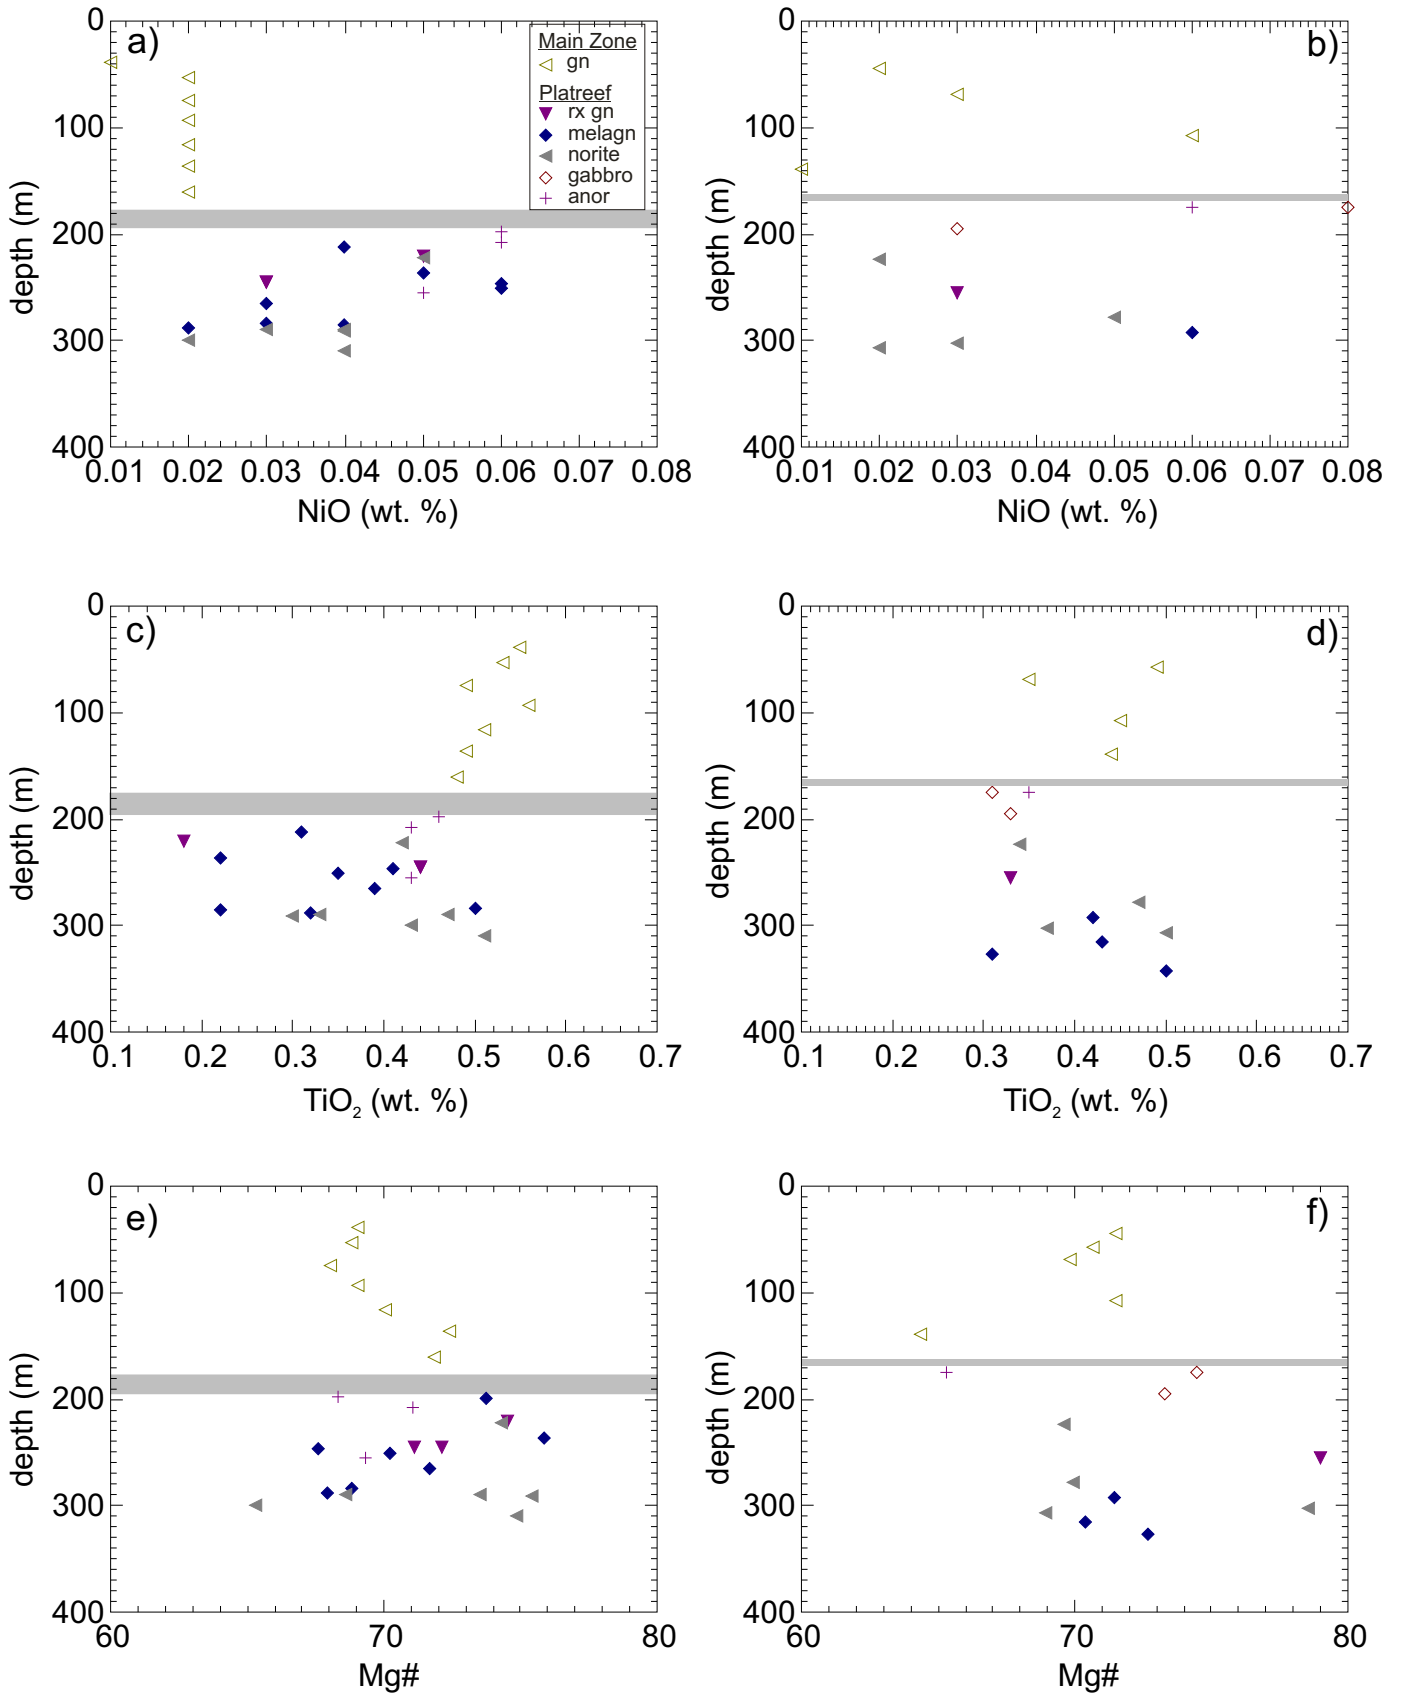 a)
0
100
200
300
400
depth (m)
0.01 0.02 0.03 0.04 0.05 0.06 0.07 0.08
NiO (wt. %)
Main Zone
gn
Platreef
rx gn
melagn
norite
gabbro
anor
b)
0
100
200
300
400
depth (m)
0.01 0.02 0.03 0.04 0.05 0.06 0.07 0.08
NiO (wt. %)
c)
0
100
200
300
400
depth (m)
0.1 0.2 0.3 0.4 0.5 0.6 0.7
TiO₂ (wt. %)
d)
0
100
200
300
400
depth (m)
0.1 0.2 0.3 0.4 0.5 0.6 0.7
TiO₂ (wt. %)
e)
0
100
200
300
400
depth (m)
60 70 80
Mg#
f)
0
100
200
300
400
depth (m)
60 70 80
Mg#